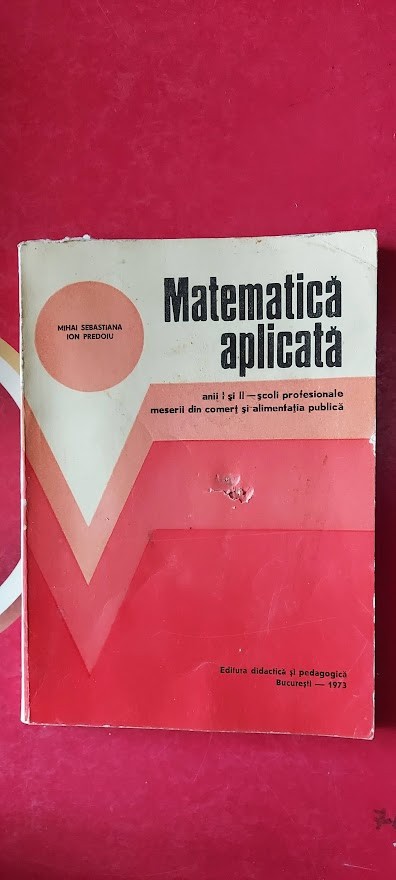 MIHAI SEBASTIANA
ION PREDOIU
Matematică
aplicată
anii I și II — școli profesionale
meserii din comerț și alimentația publică
Editura didactică și pedagogică
București — 1973